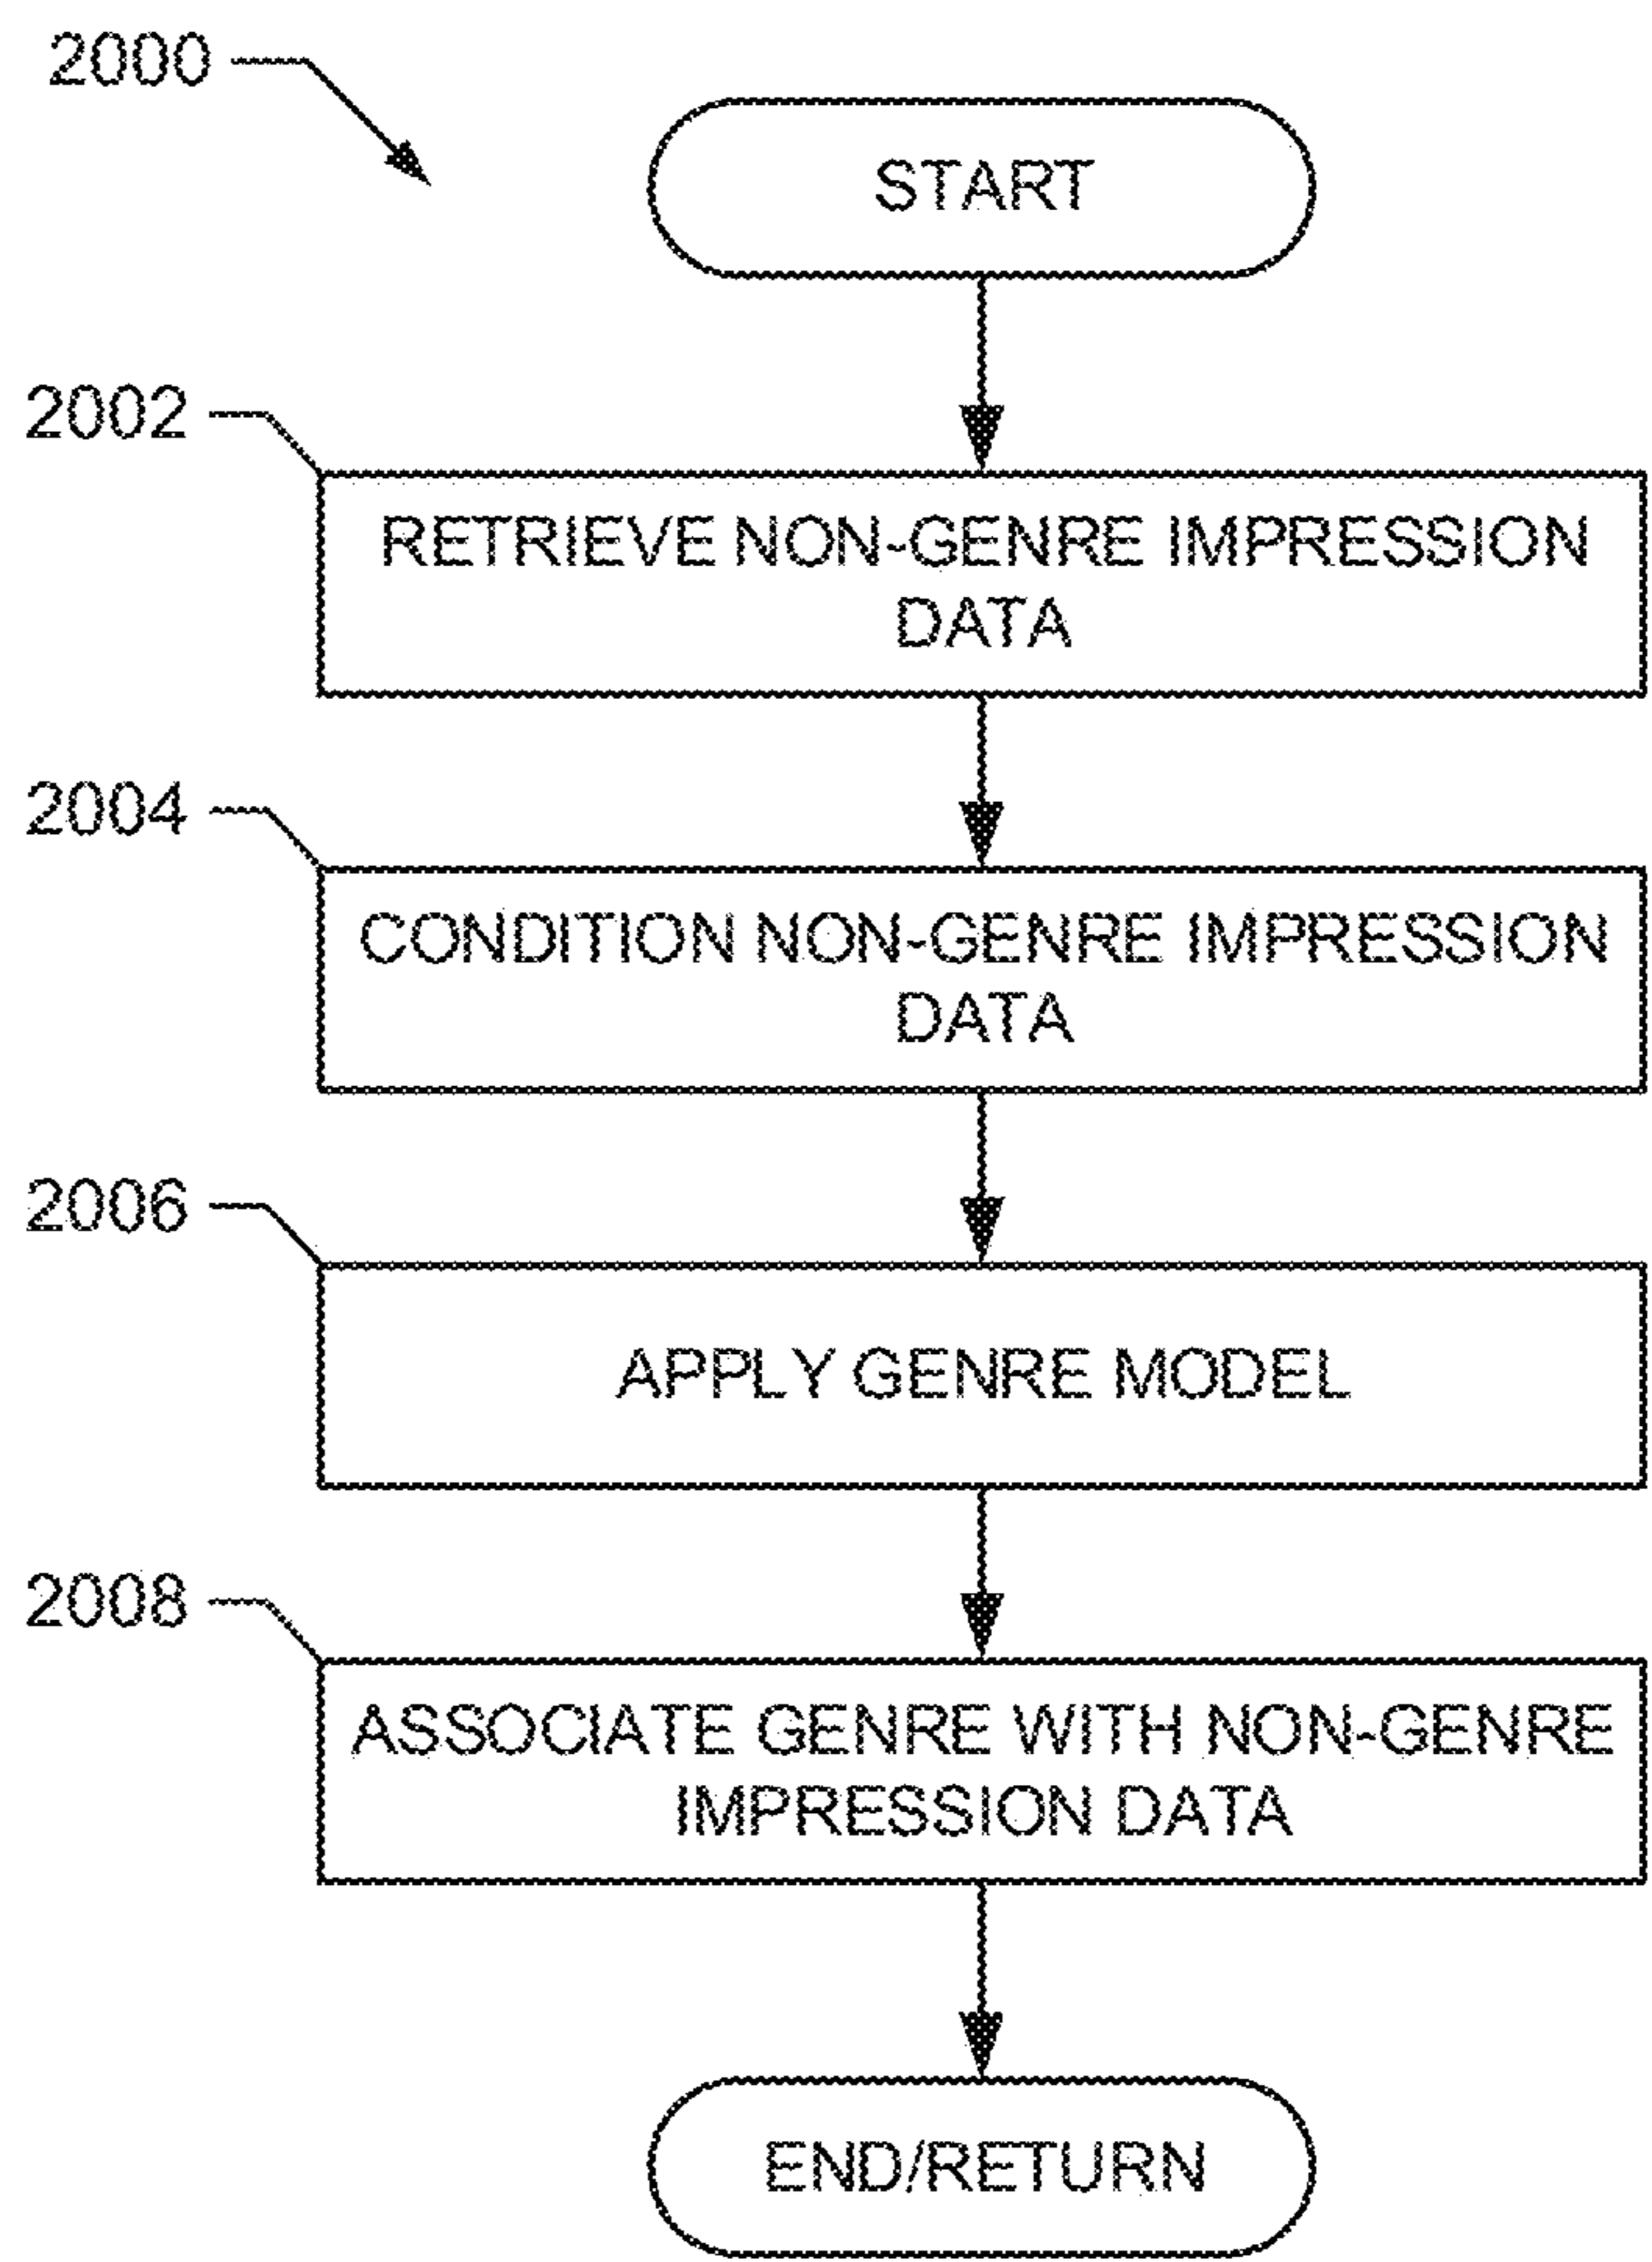 2000
START
2002
RETRIEVE NON-GENRE IMPRESSION
DATA
2004
CONDITION NON-GENRE IMPRESSION
DATA
2006
APPLY GENRE MODEL
2008
ASSOCIATE GENRE WITH NON-GENRE
IMPRESSION DATA
END/RETURN